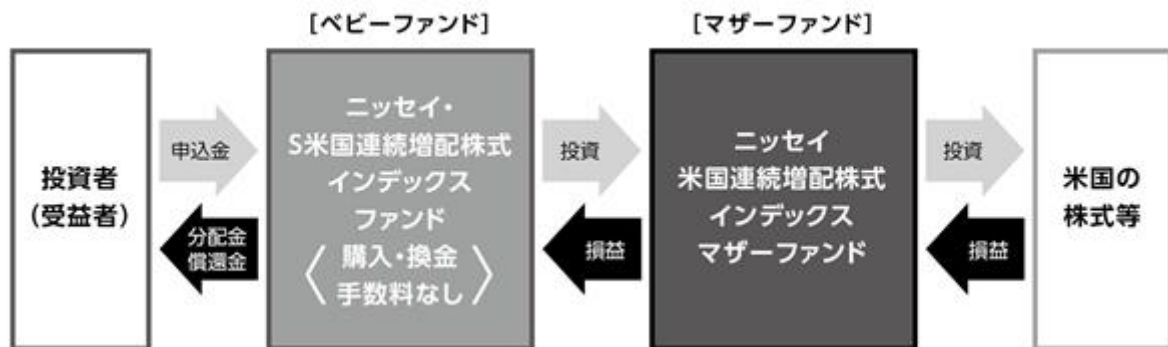 [ベビーファンド]
[マザーファンド]
投資者
(受益者)
申込金
分配金
償還金
ニッセイ・
S米国連続増配株式
インデックス
ファンド
〈購入・換金
手数料なし〉
投資
損益
ニッセイ
米国連続増配株式
インデックス
マザーファンド
投資
損益
米国の
株式等